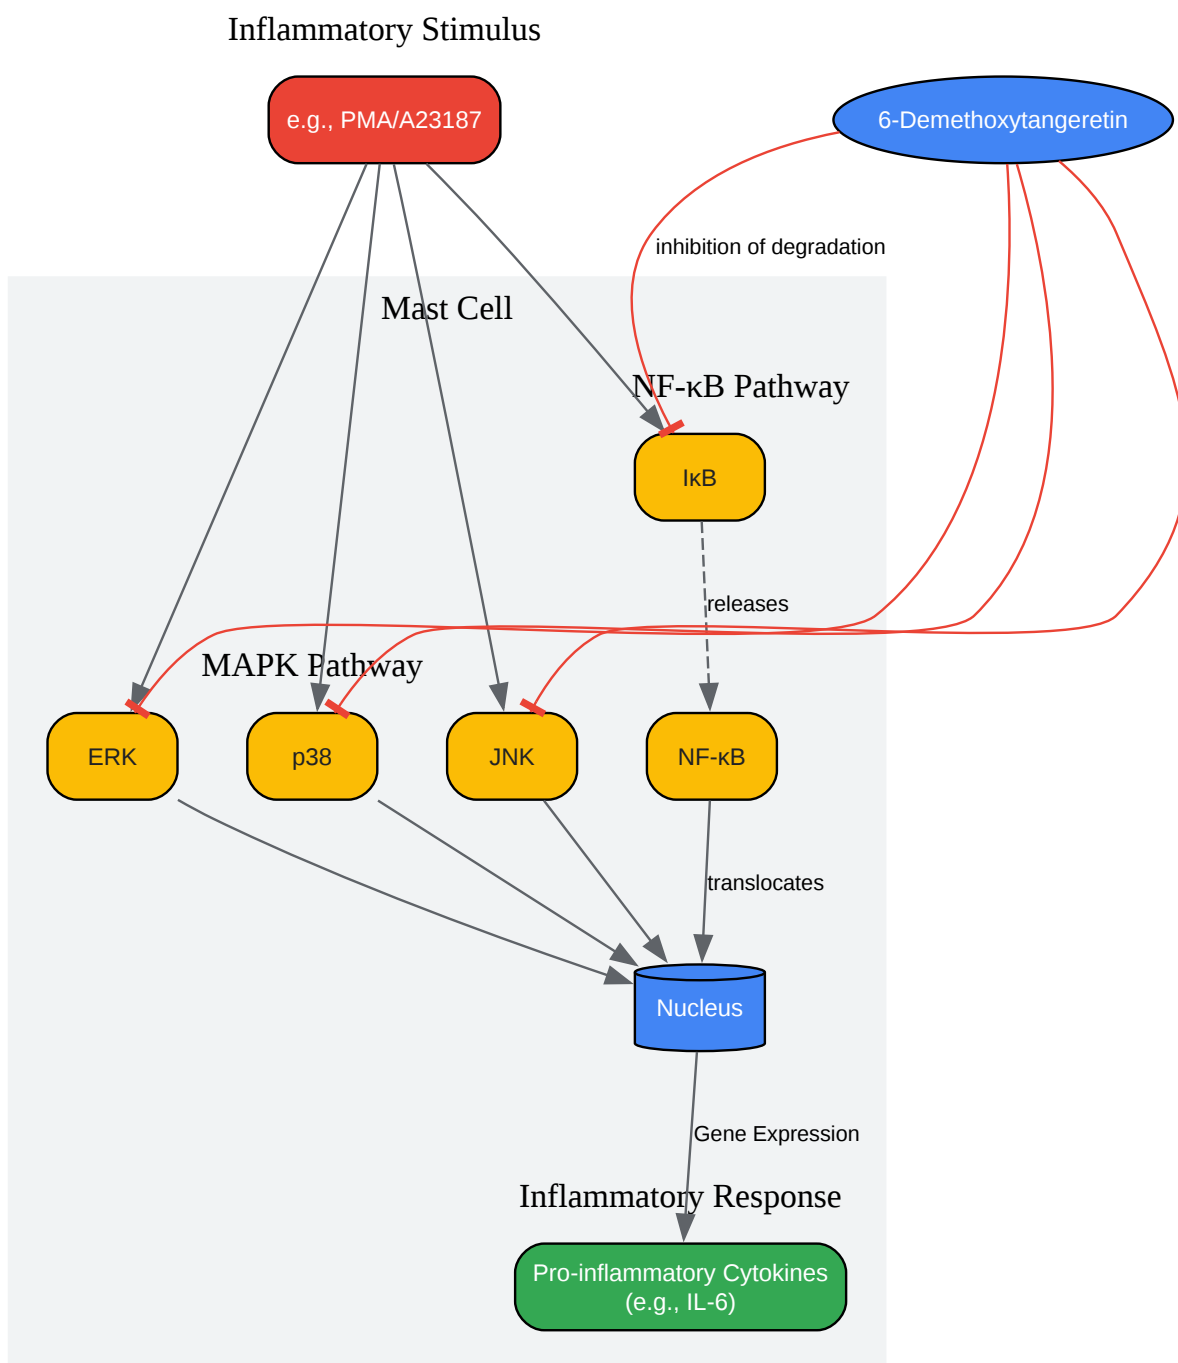 Inflammatory Stimulus
e.g., PMA/A23187
6-Demethoxytangeretin
inhibition of degradation
Mast Cell
NF-κB Pathway
IκB
releases
MAPK Pathway
ERK
p38
JNK
NF-κB
translocates
Nucleus
Gene Expression
Inflammatory Response
Pro-inflammatory Cytokines
(e.g., IL-6)